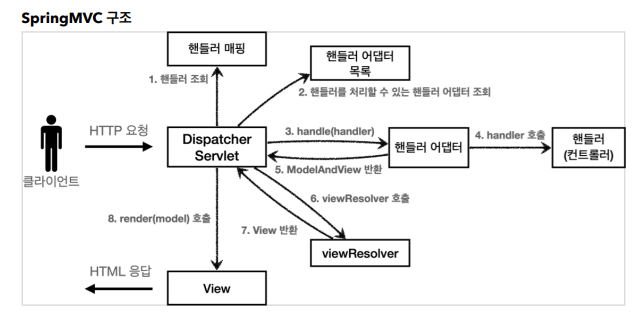 SpringMVC 구조
핸들러 매핑
핸들러 어댑터
목록
1. 핸들러 조회
2. 핸들러를 처리할 수 있는 핸들러 어댑터 조회
HTTP 요청
Dispatcher
Servlet
3. handle(handler)
핸들러 어댑터
4. handler 호출
핸들러
(컨트롤러)
5. ModelAndView 반환
클라이언트
6. viewResolver 호출
8. render(model) 호출
7. View 반환
viewResolver
HTML 응답
View